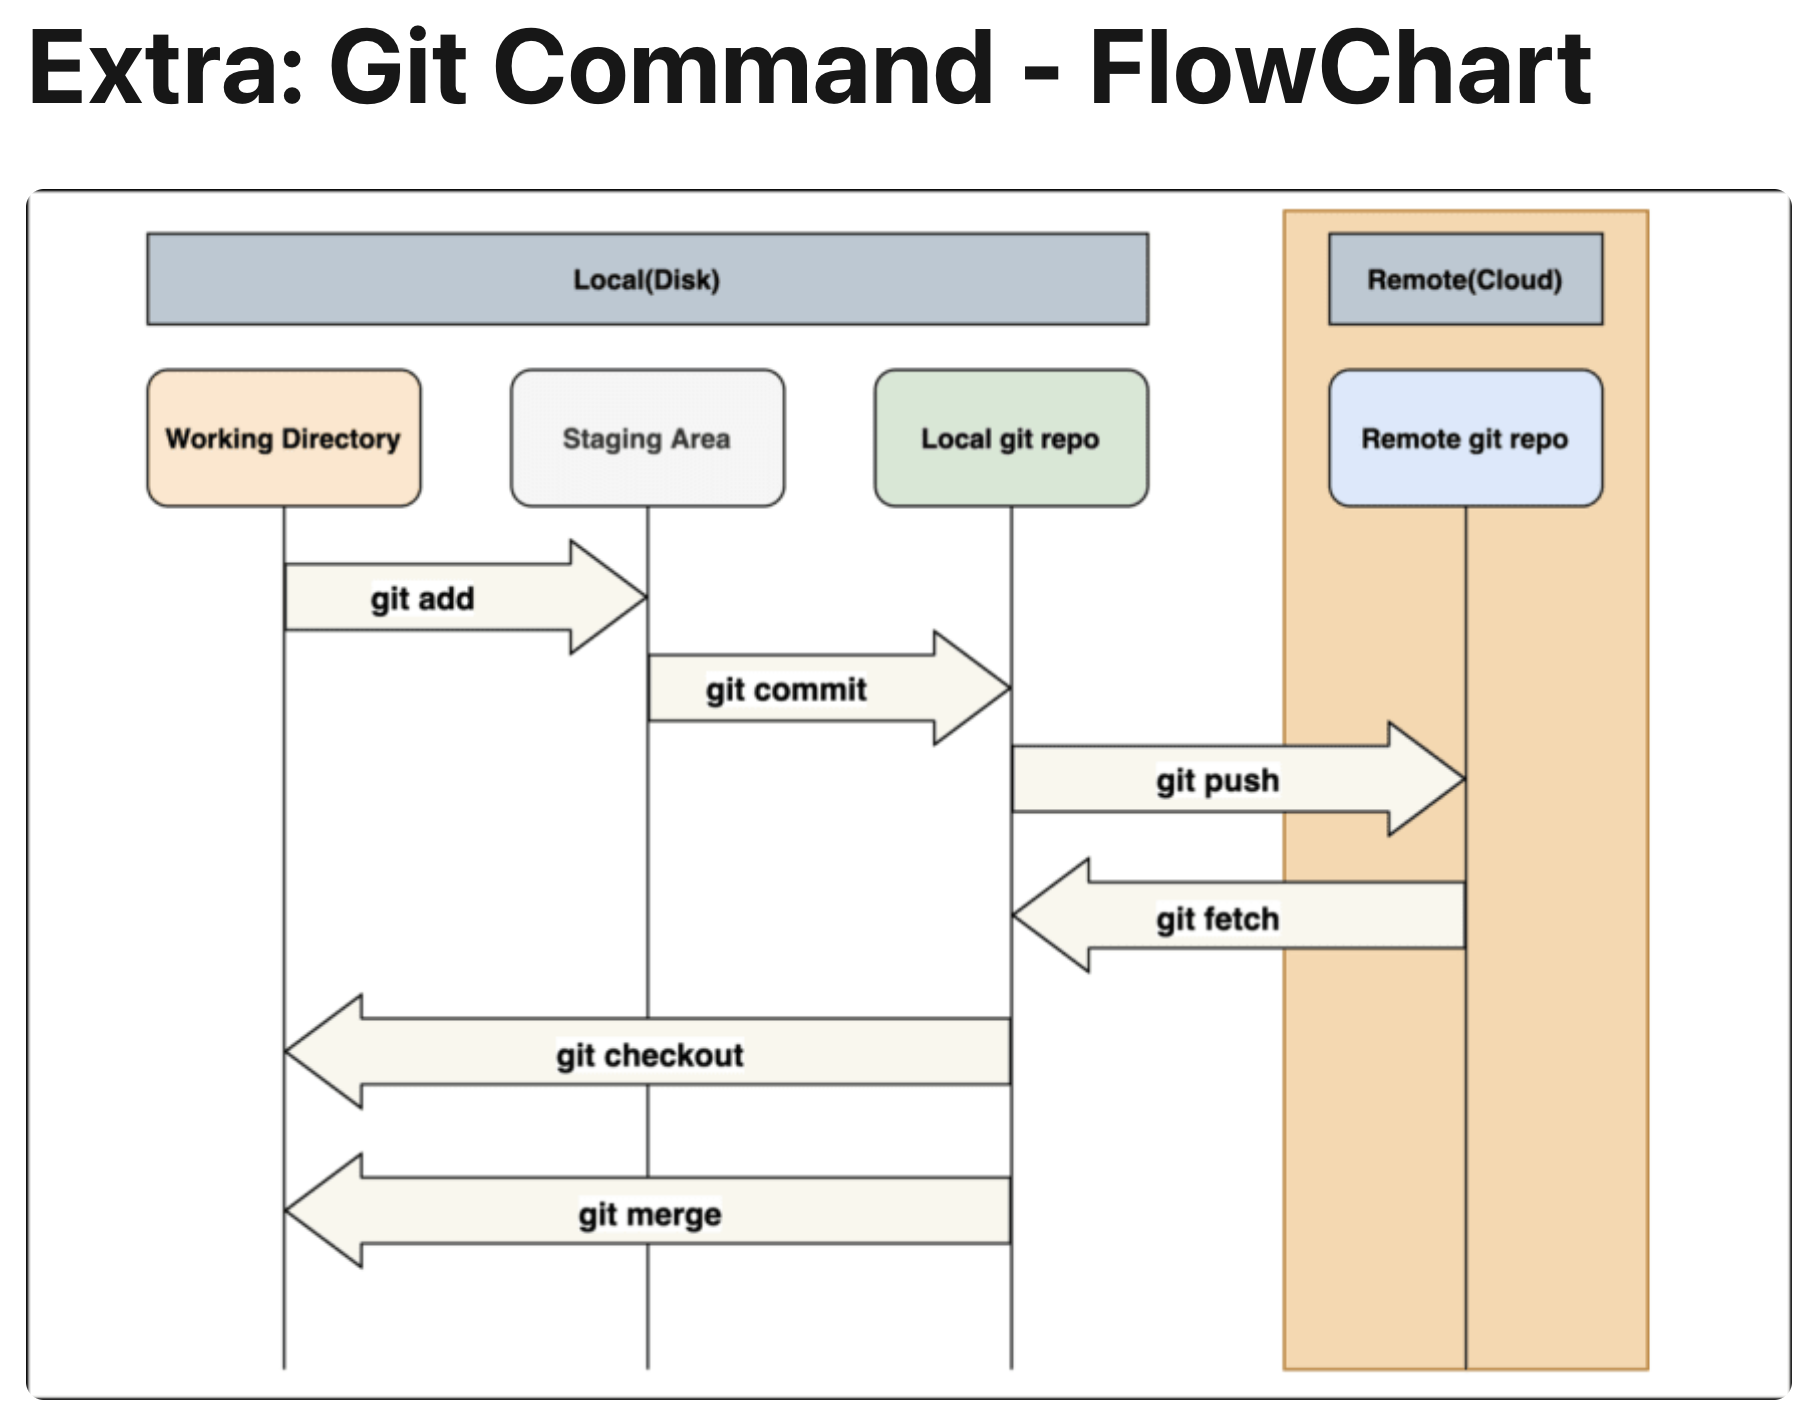 Extra: Git Command - FlowChart
Local(Disk)
Remote(Cloud)
Working Directory
Staging Area
Local git repo
Remote git repo
git add
git commit
git push
git fetch
git checkout
git merge